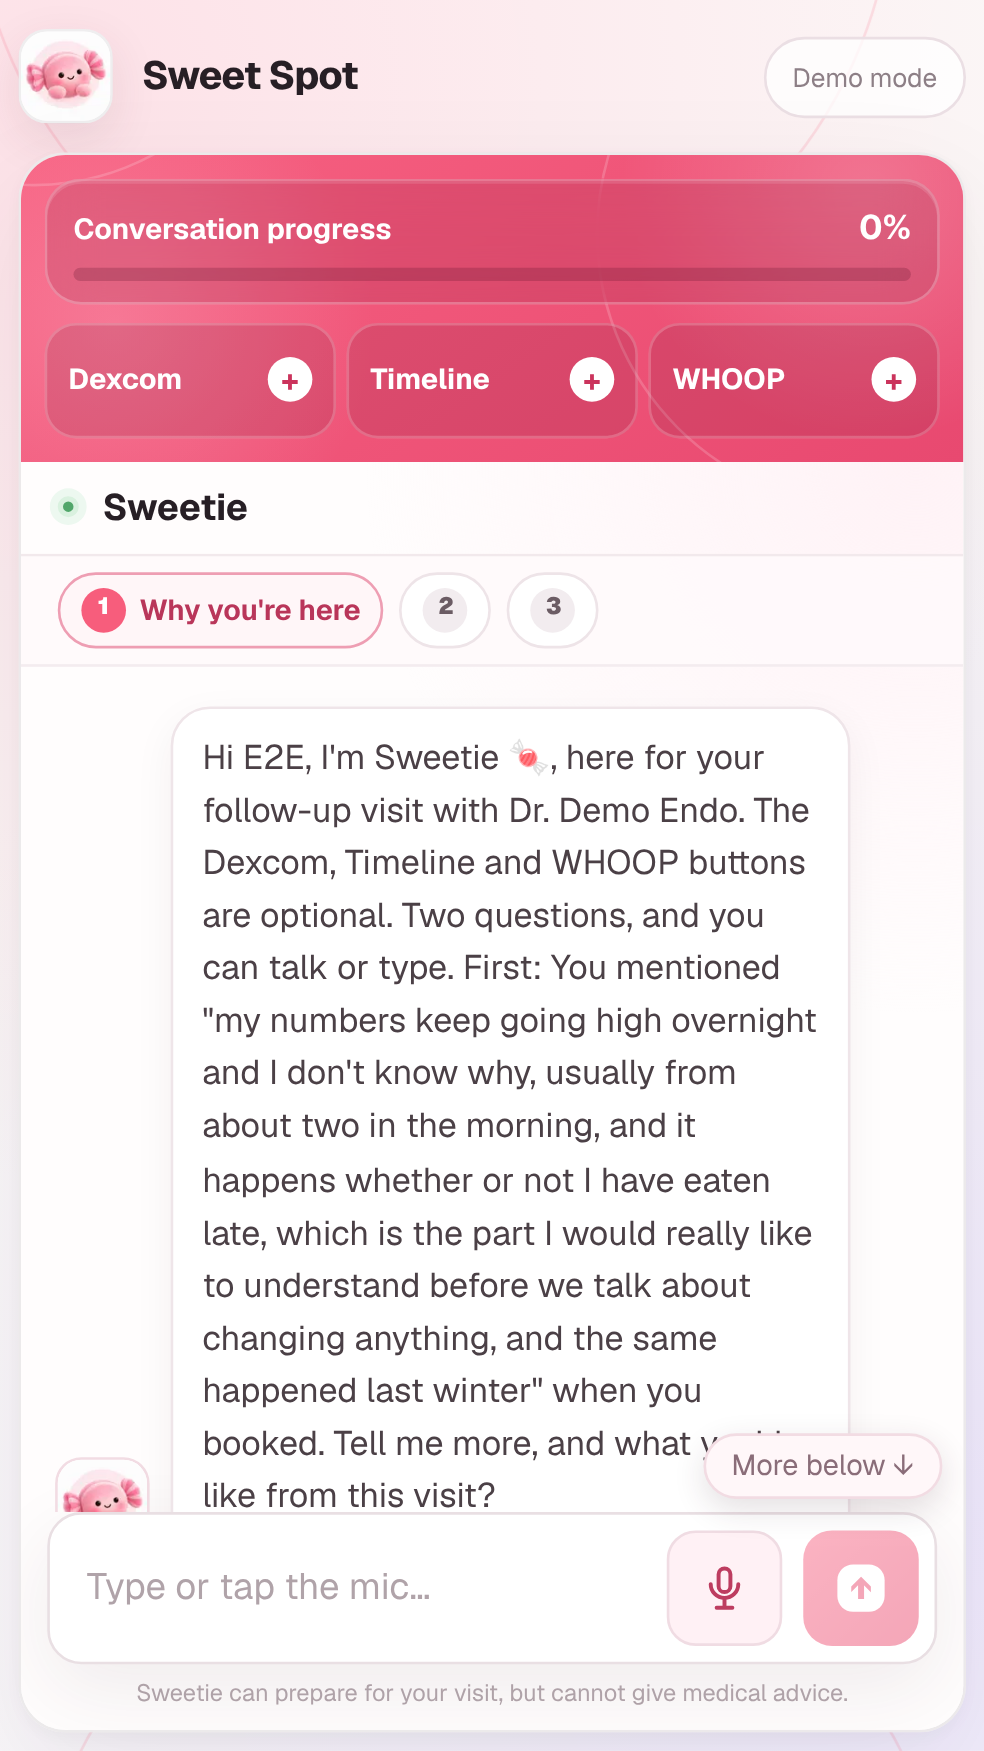 Sweet Spot
Demo mode
Conversation progress
0%
Dexcom +
Timeline +
WHOOP +
Sweetie
1 Why you're here
2
3
Hi E2E, I'm Sweetie 🍬, here for your
follow-up visit with Dr. Demo Endo. The
Dexcom, Timeline and WHOOP buttons
are optional. Two questions, and you
can talk or type. First: You mentioned
"my numbers keep going high overnight
and I don't know why, usually from
about two in the morning, and it
happens whether or not I have eaten
late, which is the part I would really like
to understand before we talk about
changing anything, and the same
happened last winter" when you
booked. Tell me more, and what
like from this visit?
More below ↓
Type or tap the mic...
Sweetie can prepare for your visit, but cannot give medical advice.